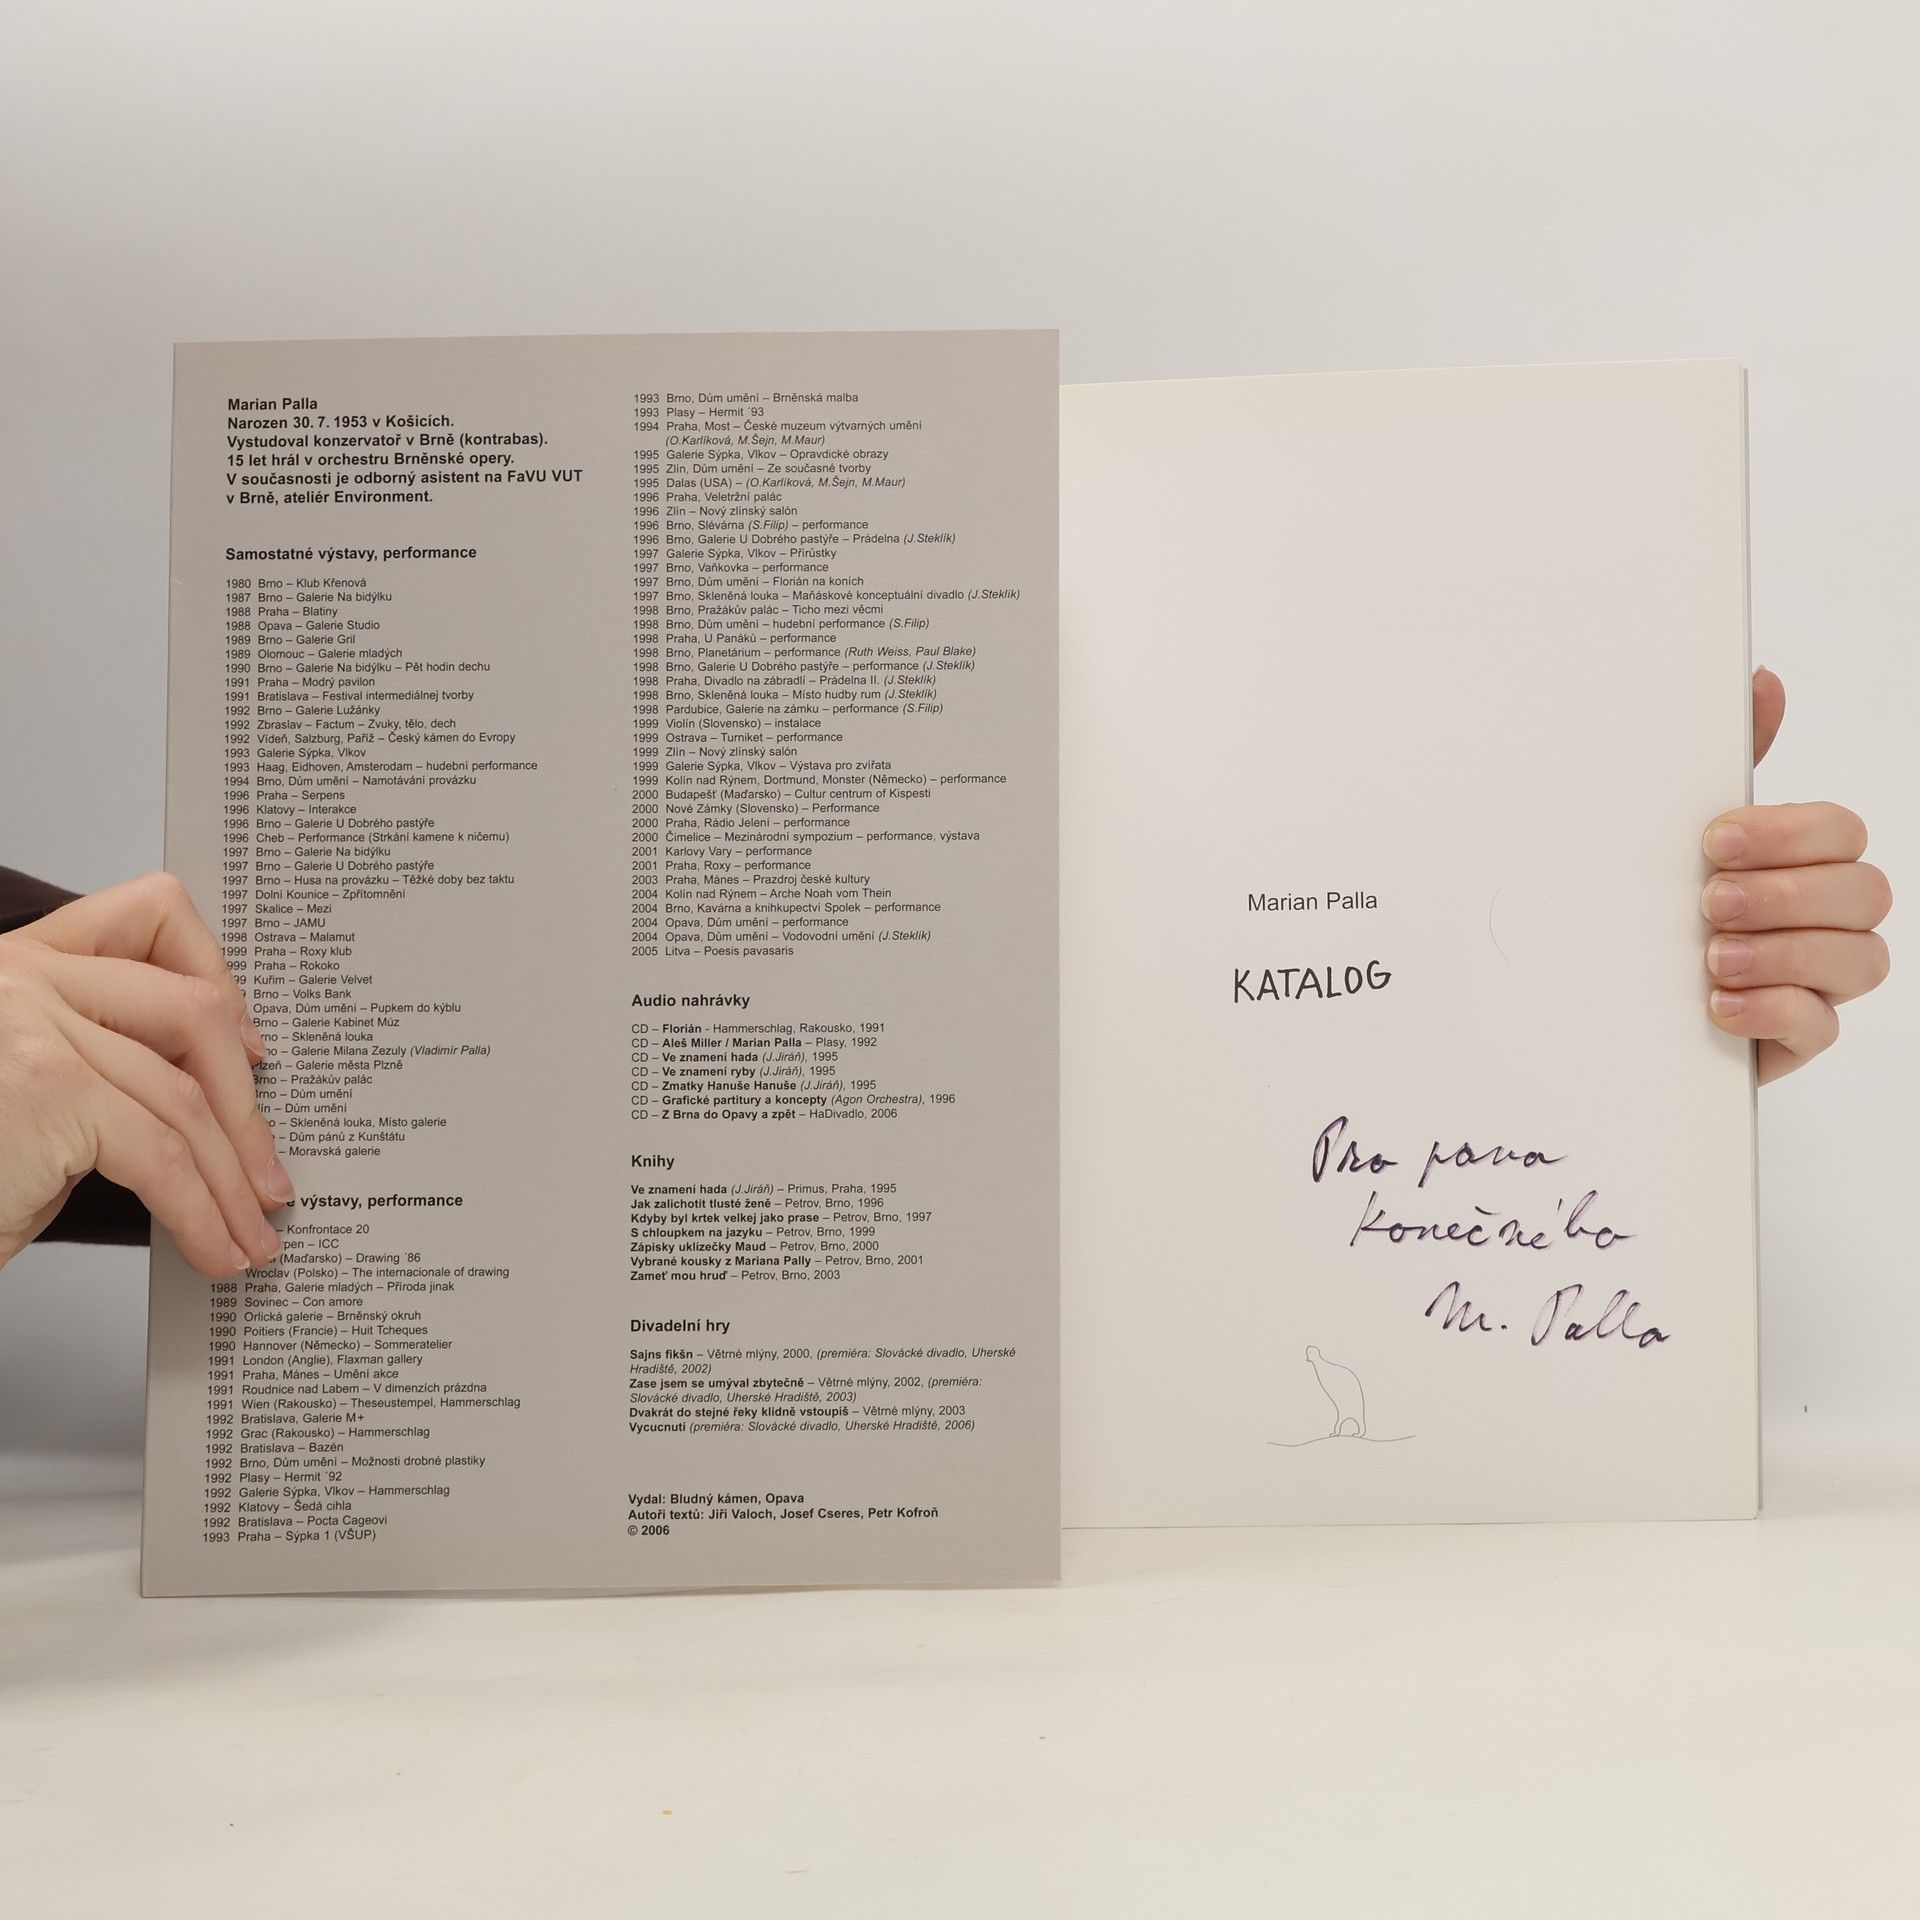 Marian Palla
Narozen 30. 7. 1953 v Košicích.
Vystudoval konzervatoř v Brně (kontrabas).
15 let hrál v orchestru Brněnské opery.
V současnosti je odborný asistent na FaVU VUT
v Brně, ateliér Environment.
Samostatné výstavy, performance
1980 Brno – Klub Křenová
1987 Brno – Galerie Na bidýlku
1988 Praha – Blatiny
1988 Opava – Galerie Studio
1989 Brno – Galerie Gril
1989 Olomouc – Galerie mladých
1990 Brno – Galerie Na bidýlku – Pět hodin dechu
1991 Praha – Modrý pavilon
1991 Bratislava – Festival intermediálnej tvorby
1992 Brno – Galerie Lužánky
1992 Zbraslav – Factum – Zvuky, tělo, dech
1992 Vídeň, Salzburg, Paříž – Český kámen do Evropy
1993 Galerie Sýpka, Vlkov
1993 Haag, Eidhoven, Amsterodam – hudební performance
1994 Brno, Dům umění – Namotávání provázku
1996 Praha – Serpens
1996 Klatovy – Interakce
1996 Brno – Galerie U Dobrého pastýře
1996 Cheb – Performance (Strkání kamene k ničemu)
1997 Brno – Galerie Na bidýlku
1997 Brno – Galerie U Dobrého pastýře
1997 Brno – Husa na provázku – Těžké doby bez taktu
1997 Dolní Kounice – Zpřítomnění
1997 Skalice – Mezi
1997 Brno – JAMU
1998 Ostrava – Malamut
1999 Praha – Roxy klub
999 Praha – Rokoko
99 Kuřim – Galerie Velvet
9 Brno – Volks Bank
Opava, Dům umění – Pupkem do kýblu
Brno – Galerie Kabinet Múz
rno – Skleněná louka
no – Galerie Milana Zezuly (Vladimír Palla)
Plzeň – Galerie města Plzně
Brno – Pražákův palác
Brno – Dům umění
lín – Dům umění
o – Skleněná louka, Místo galerie
– Dům pánů z Kunštátu
– Moravská galerie
é výstavy, performance
– Konfrontace 20
rpen – ICC
(Maďarsko) – Drawing ´86
Wroclav (Polsko) – The internacionale of drawing
1988 Praha, Galerie mladých – Příroda jinak
1989 Sovinec – Con amore
1990 Orlická galerie – Brněnský okruh
1990 Poitiers (Francie) – Huit Tcheques
1990 Hannover (Německo) – Sommeratelier
1991 London (Anglie), Flaxman gallery
1991 Praha, Mánes – Umění akce
1991 Roudnice nad Labem – V dimenzích prázdna
1991 Wien (Rakousko) – Theseustempel, Hammerschlag
1992 Bratislava, Galerie M+
1992 Grac (Rakousko) – Hammerschlag
1992 Bratislava – Bazén
1992 Brno, Dům umění – Možnosti drobné plastiky
1992 Plasy – Hermit ´92
1992 Galerie Sýpka, Vlkov – Hammerschlag
1992 Klatovy – Šedá cihla
1992 Bratislava – Pocta Cageovi
1993 Praha – Sýpka 1 (VŠUP)
1993 Brno, Dům umění – Brněnská malba
1993 Plasy – Hermit ´93
1994 Praha, Most – České muzeum výtvarných umění
(O.Karlíková, M.Šejn, M.Maur)
1995 Galerie Sýpka, Vlkov – Opravdické obrazy
1995 Zlín, Dům umění – Ze současné tvorby
1995 Dalas (USA) – (O.Karlíková, M.Šejn, M.Maur)
1996 Praha, Veletržní palác
1996 Zlín – Nový zlínský salón
1996 Brno, Slévárna (S.Filip) – performance
1996 Brno, Galerie U Dobrého pastýře – Prádelna (J.Steklík)
1997 Galerie Sýpka, Vlkov – Přírůstky
1997 Brno, Vaňkovka – performance
1997 Brno, Dům umění – Florián na koních
1997 Brno, Skleněná louka – Maňáskové konceptuální divadlo (J.Steklík)
1998 Brno, Pražákův palác – Ticho mezi věcmi
1998 Brno, Dům umění – hudební performance (S.Filip)
1998 Praha, U Panáků – performance
1998 Brno, Planetárium – performance (Ruth Weiss, Paul Blake)
1998 Brno, Galerie U Dobrého pastýře – performance (J.Steklík)
1998 Praha, Divadlo na zábradlí – Prádelna II. (J.Steklík)
1998 Brno, Skleněná louka – Místo hudby rum (J.Steklík)
1998 Pardubice, Galerie na zámku – performance (S.Filip)
1999 Violín (Slovensko) – instalace
1999 Ostrava – Turniket – performance
1999 Zlín – Nový zlínský salón
1999 Galerie Sýpka, Vlkov – Výstava pro zvířata
1999 Kolín nad Rýnem, Dortmund, Monster (Německo) – performance
2000 Budapešť (Maďarsko) – Cultur centrum of Kispesti
2000 Nové Zámky (Slovensko) – Performance
2000 Praha, Rádio Jelení – performance
2000 Čimelice – Mezinárodní sympozium – performance, výstava
2001 Karlovy Vary – performance
2001 Praha, Roxy – performance
2003 Praha, Mánes – Prazdroj české kultury
2004 Kolín nad Rýnem – Arche Noah vom Thein
2004 Brno, Kavárna a knihkupectví Spolek – performance
2004 Opava, Dům umění – performance
2004 Opava, Dům umění – Vodovodní umění (J.Steklík)
2005 Litva – Poesis pavasaris
Audio nahrávky
CD – Florián - Hammerschlag, Rakousko, 1991
CD – Aleš Miller / Marian Palla – Plasy, 1992
CD – Ve znamení hada (J.Jiráň), 1995
CD – Ve znamení ryby (J.Jiráň), 1995
CD – Zmatky Hanuše Hanuše (J.Jiráň), 1995
CD – Grafické partitury a koncepty (Agon Orchestra), 1996
CD – Z Brna do Opavy a zpět – HaDivadlo, 2006
Knihy
Ve znamení hada (J.Jiráň) – Primus, Praha, 1995
Jak zalichotit tlusté ženě – Petrov, Brno, 1996
Kdyby byl krtek velkej jako prase – Petrov, Brno, 1997
S chloupkem na jazyku – Petrov, Brno, 1999
Zápisky uklízečky Maud – Petrov, Brno, 2000
Vybrané kousky z Mariana Pally – Petrov, Brno, 2001
Zameť mou hruď – Petrov, Brno, 2003
Divadelní hry
Sajns fikšn – Větrné mlýny, 2000, (premiéra: Slovácké divadlo, Uherské
Hradiště, 2002)
Zase jsem se umýval zbytečně – Větrné mlýny, 2002, (premiéra:
Slovácké divadlo, Uherské Hradiště, 2003)
Dvakrát do stejné řeky klidně vstoupíš – Větrné mlýny, 2003
Vycucnutí (premiéra: Slovácké divadlo, Uherské Hradiště, 2006)
Vydal: Bludný kámen, Opava
Autoři textů: Jiří Valoch, Josef Cseres, Petr Kofroň
© 2006
Marian Palla
KATALOG
Pro pana
Konečného
M. Palla